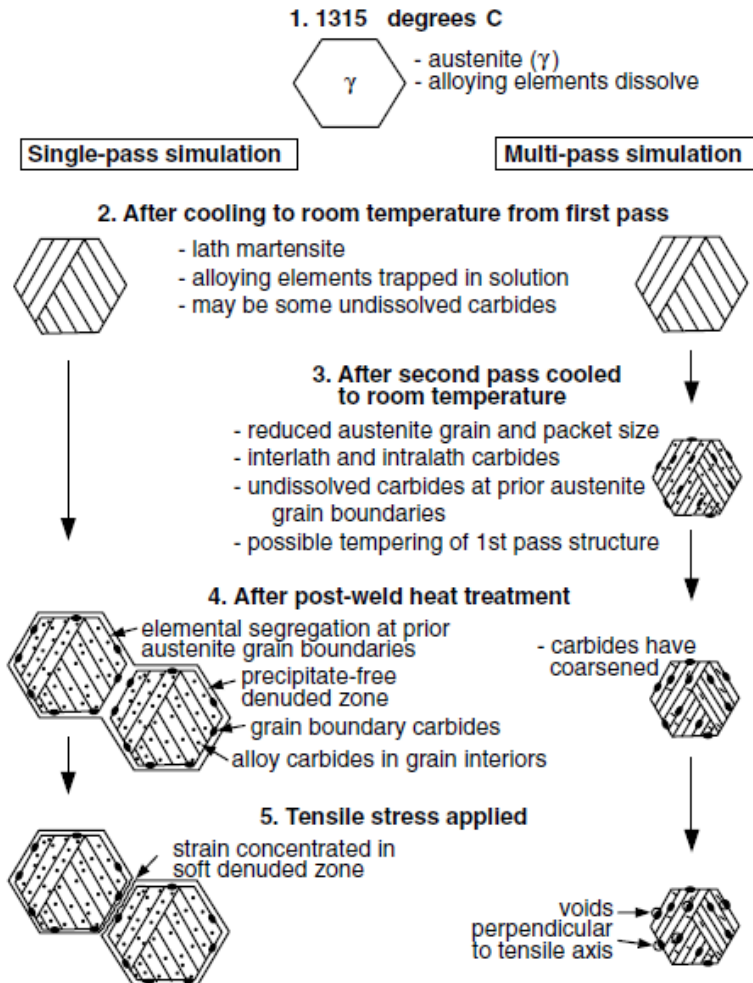 1. 1315 degrees C
γ
- austenite (γ)
- alloying elements dissolve
Single-pass simulation
Multi-pass simulation
2. After cooling to room temperature from first pass
- lath martensite
- alloying elements trapped in solution
- may be some undissolved carbides
3. After second pass cooled
to room temperature
- reduced austenite grain and packet size
- interlath and intralath carbides
- undissolved carbides at prior austenite
grain boundaries
- possible tempering of 1st pass structure
4. After post-weld heat treatment
elemental segregation at prior
austenite grain boundaries
precipitate-free
denuded zone
grain boundary carbides
alloy carbides in grain interiors
- carbides have
coarsened
5. Tensile stress applied
strain concentrated in
soft denuded zone
voids
perpendicular
to tensile axis